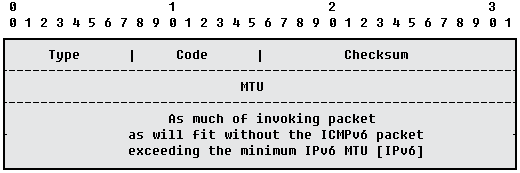 0 1 2 3
0 1 2 3 4 5 6 7 8 9 0 1 2 3 4 5 6 7 8 9 0 1 2 3 4 5 6 7 8 9 0 1
Type | Code | Checksum
MTU
As much of invoking packet
as will fit without the ICMPv6 packet
exceeding the minimum IPv6 MTU [IPv6]